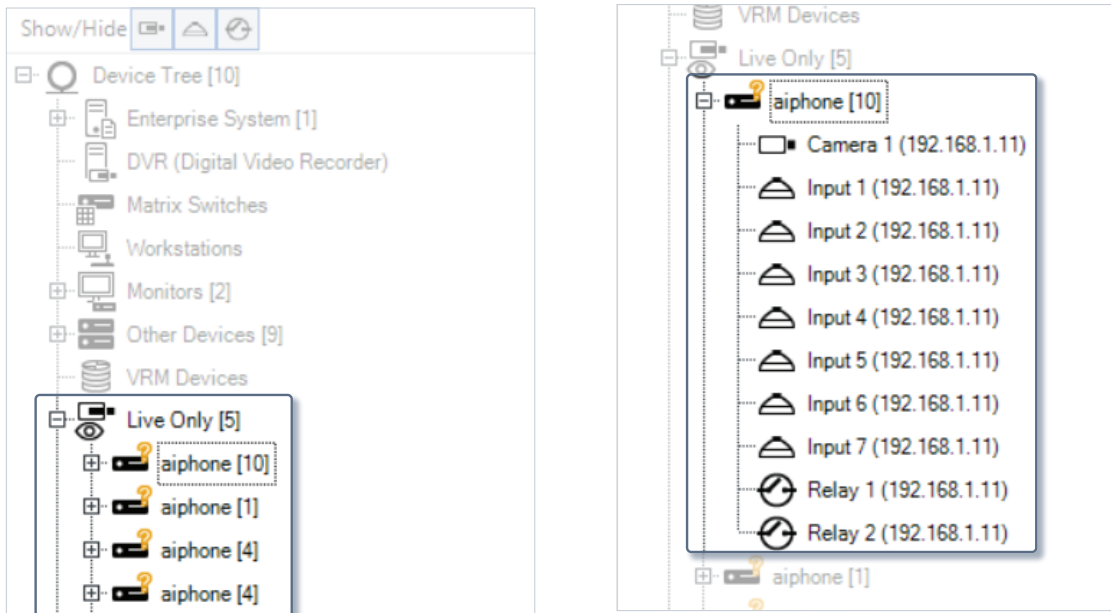 Show/Hide
Device Tree [10]
Enterprise System [1]
DVR (Digital Video Recorder)
Matrix Switches
Workstations
Monitors [2]
Other Devices [9]
VRM Devices
Live Only [5]
aiphone [10]
aiphone [1]
aiphone [4]
aiphone [4]
VRM Devices
Live Only [5]
aiphone [10]
Camera 1 (192.168.1.11)
Input 1 (192.168.1.11)
Input 2 (192.168.1.11)
Input 3 (192.168.1.11)
Input 4 (192.168.1.11)
Input 5 (192.168.1.11)
Input 6 (192.168.1.11)
Input 7 (192.168.1.11)
Relay 1 (192.168.1.11)
Relay 2 (192.168.1.11)
aiphone [1]